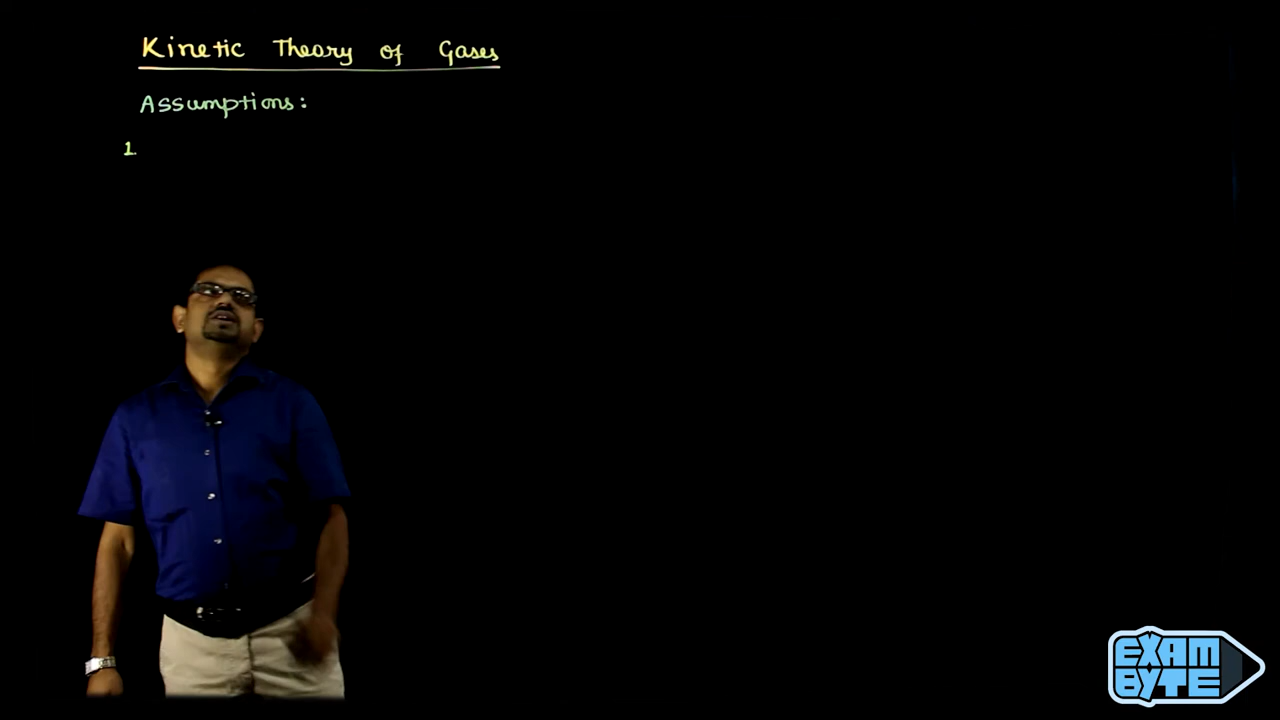 Kinetic Theory of Gases
Assumptions:
1.
EXAM
BYTE